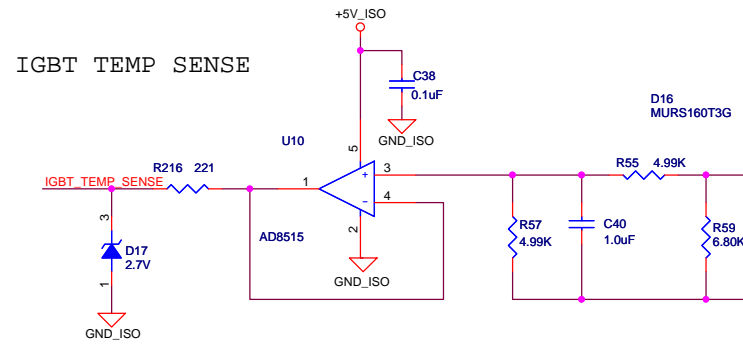 +5V_ISO
IGBT TEMP SENSE
C38
0.1uF
GND_ISO
D16
MURS160T3G
U10
5
R216 221
1
+
3
R55 4.99K
IGBT_TEMP_SENSE
-
4
3
D17
2.7V
1
AD8515
2
R57
4.99K
C40
1.0uF
R59
6.80K
GND_ISO
GND_ISO